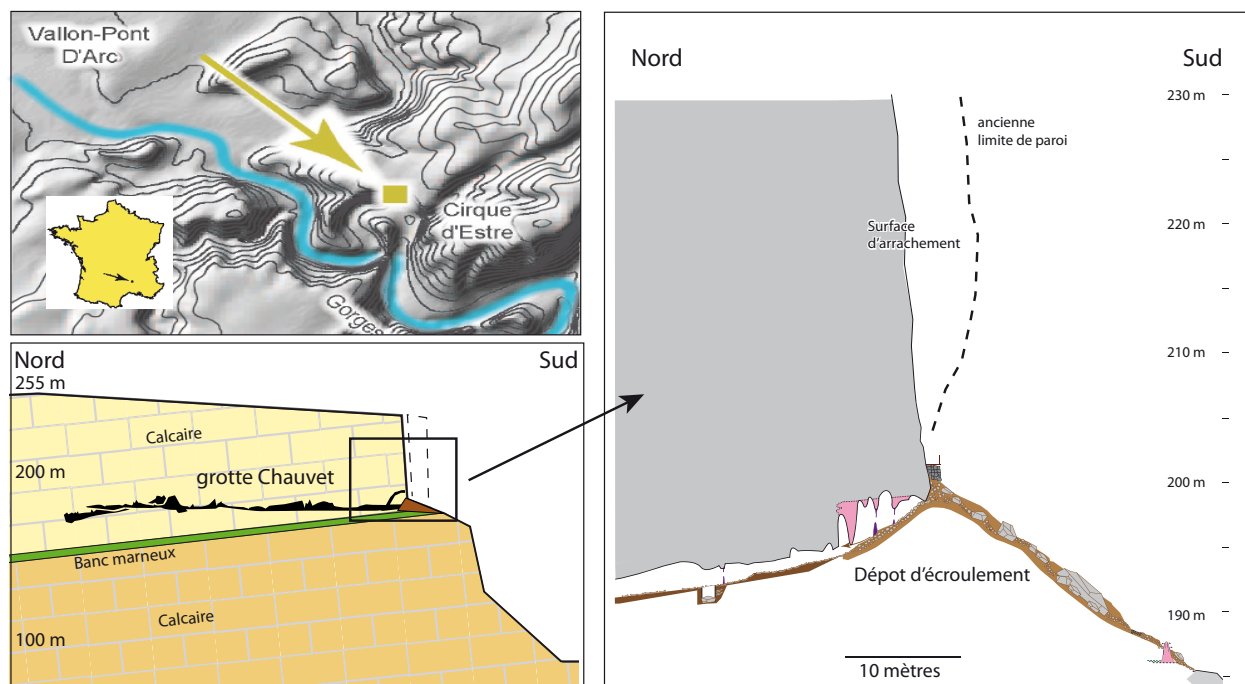 Vallon-Pont
D'Arc
Cirque
d'Estre
Gorges
Nord
Sud
255 m
Calcaire
200 m
grotte Chauvet
Banc marneux
Calcaire
100 m
Nord
Sud
230 m
ancienne
limite de paroi
Surface
d'arrachement
220 m
210 m
200 m
Dépot d'écroulement
190 m
10 mètres